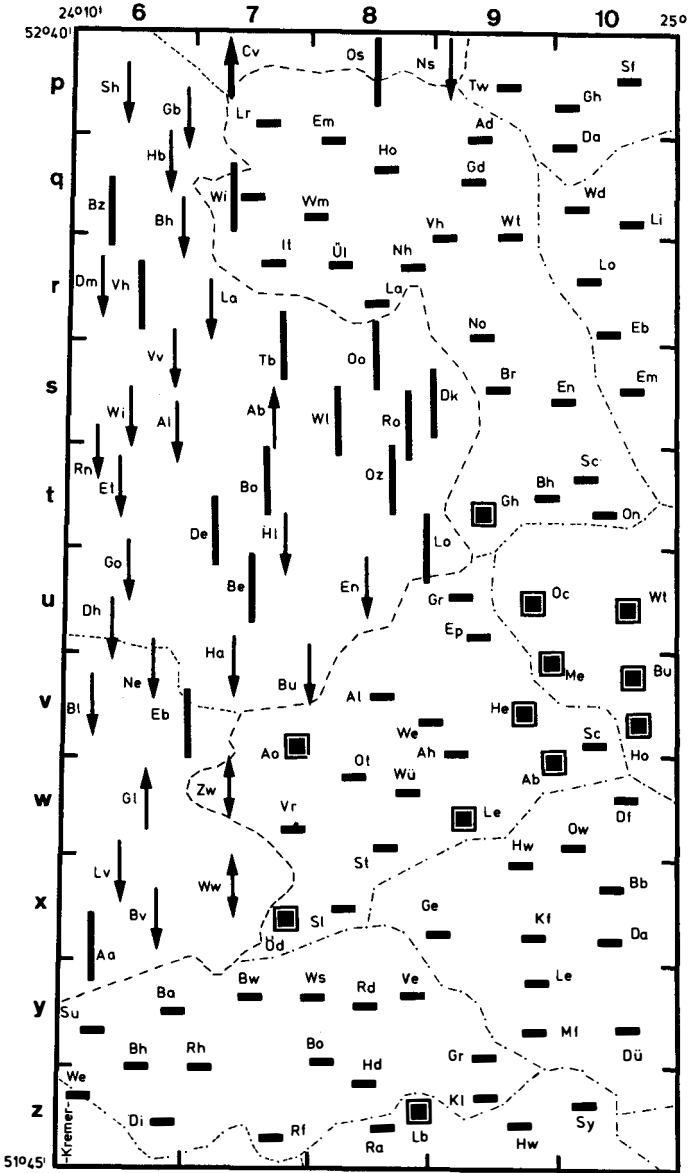 24°10' 6 7 8 9 10 25°
52°40'
p Sh Gb Cv Os Ns Tw Sf
Lr Em Ad Gh
Hb Ho Da
q Bz Bh Wi Wm Gd Wd
Vh Wt Li
It Ül Nh
r Dm Vh La La Lo
No Eb
Vv Tb Oa
s Wi Al Ab Wl Ra Dk Br En Em
Rn
t Et Bo Oz Sc
De Hl Lo Gh Bh On
Go Be
u Dh En Gr Oc Wt
Ep
Ha Me
v Bl Ne Eb Bu Al He Bu
Ao We Sc Ho
Ot Ah Ab
w Gl Zw Wü
Vr Le Df
Hw Ow
Lv St
x Bv Ww Bb
Öd Sl Ge Kf Da
Aa
y Ba Bw Ws Rd Ve Le
Su
Bh Rh Bo Mf Dü
Hd Gr
We
z -Kremer- Di Rf Ra Lb Kl Hw Sy
51°45'